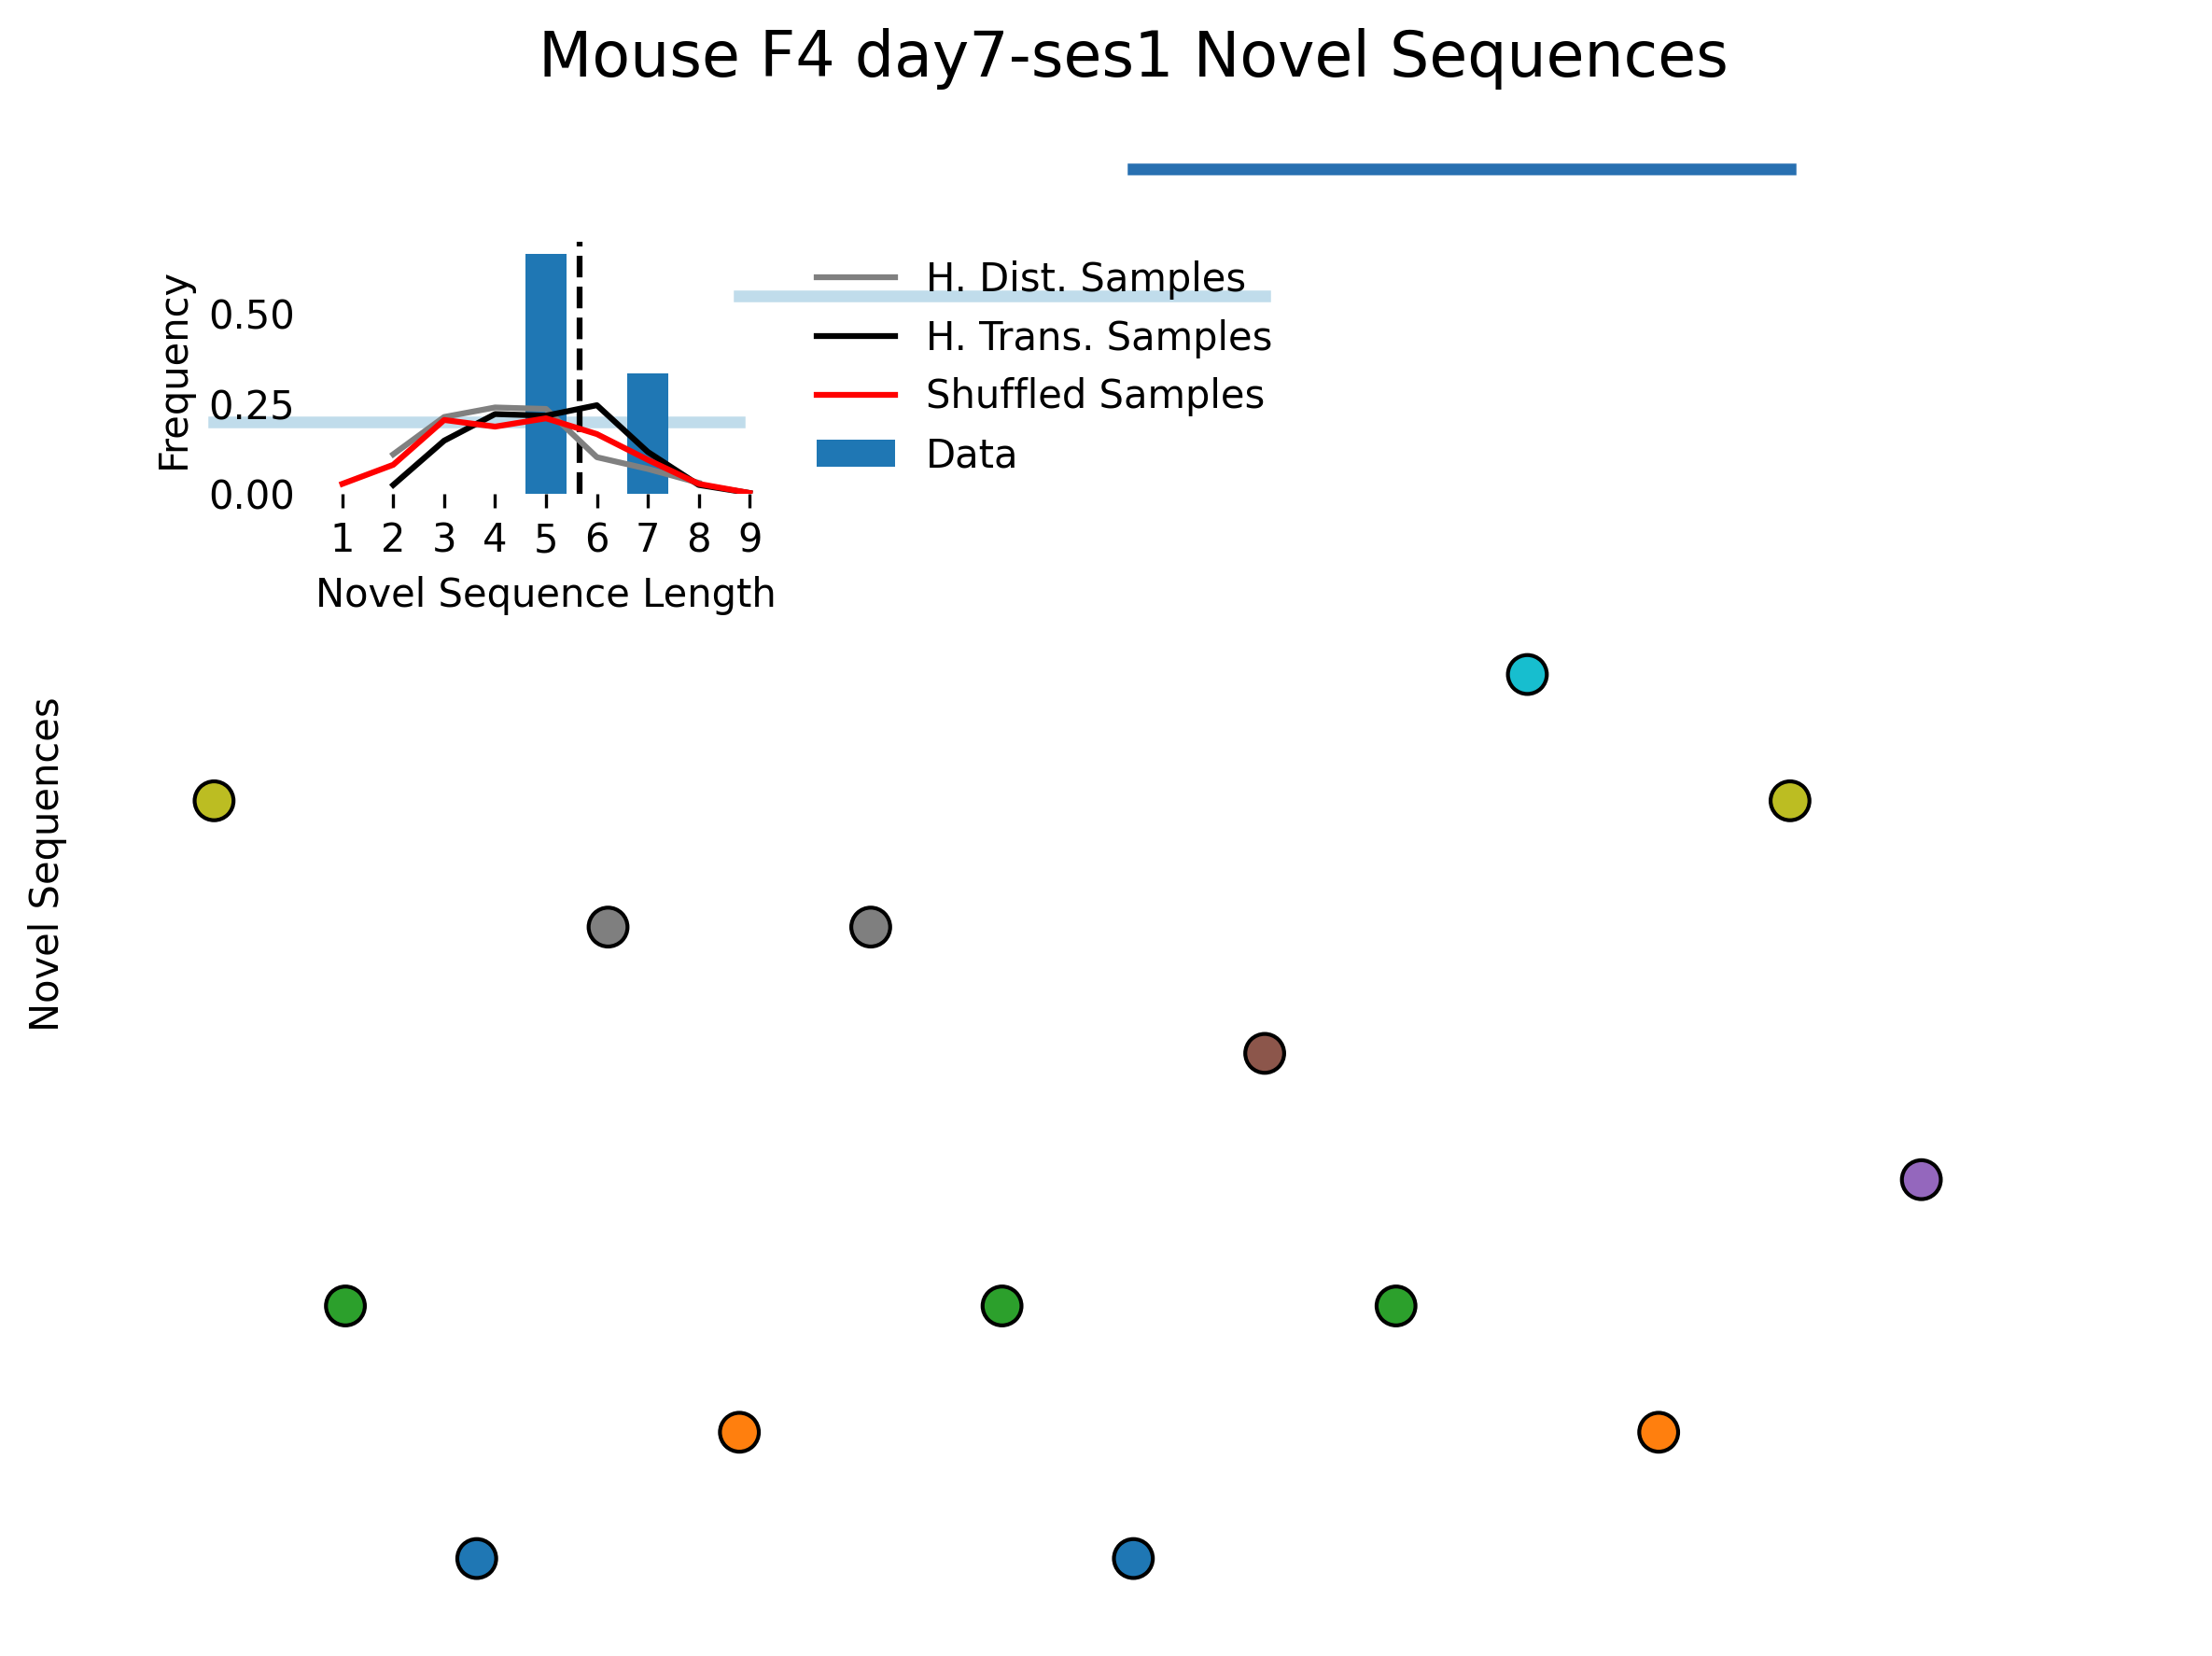 Mouse F4 day7-ses1 Novel Sequences
Frequency
0.50
0.25
0.00
1 2 3 4 5 6 7 8 9
Novel Sequence Length
H. Dist. Samples
H. Trans. Samples
Shuffled Samples
Data
Novel Sequences